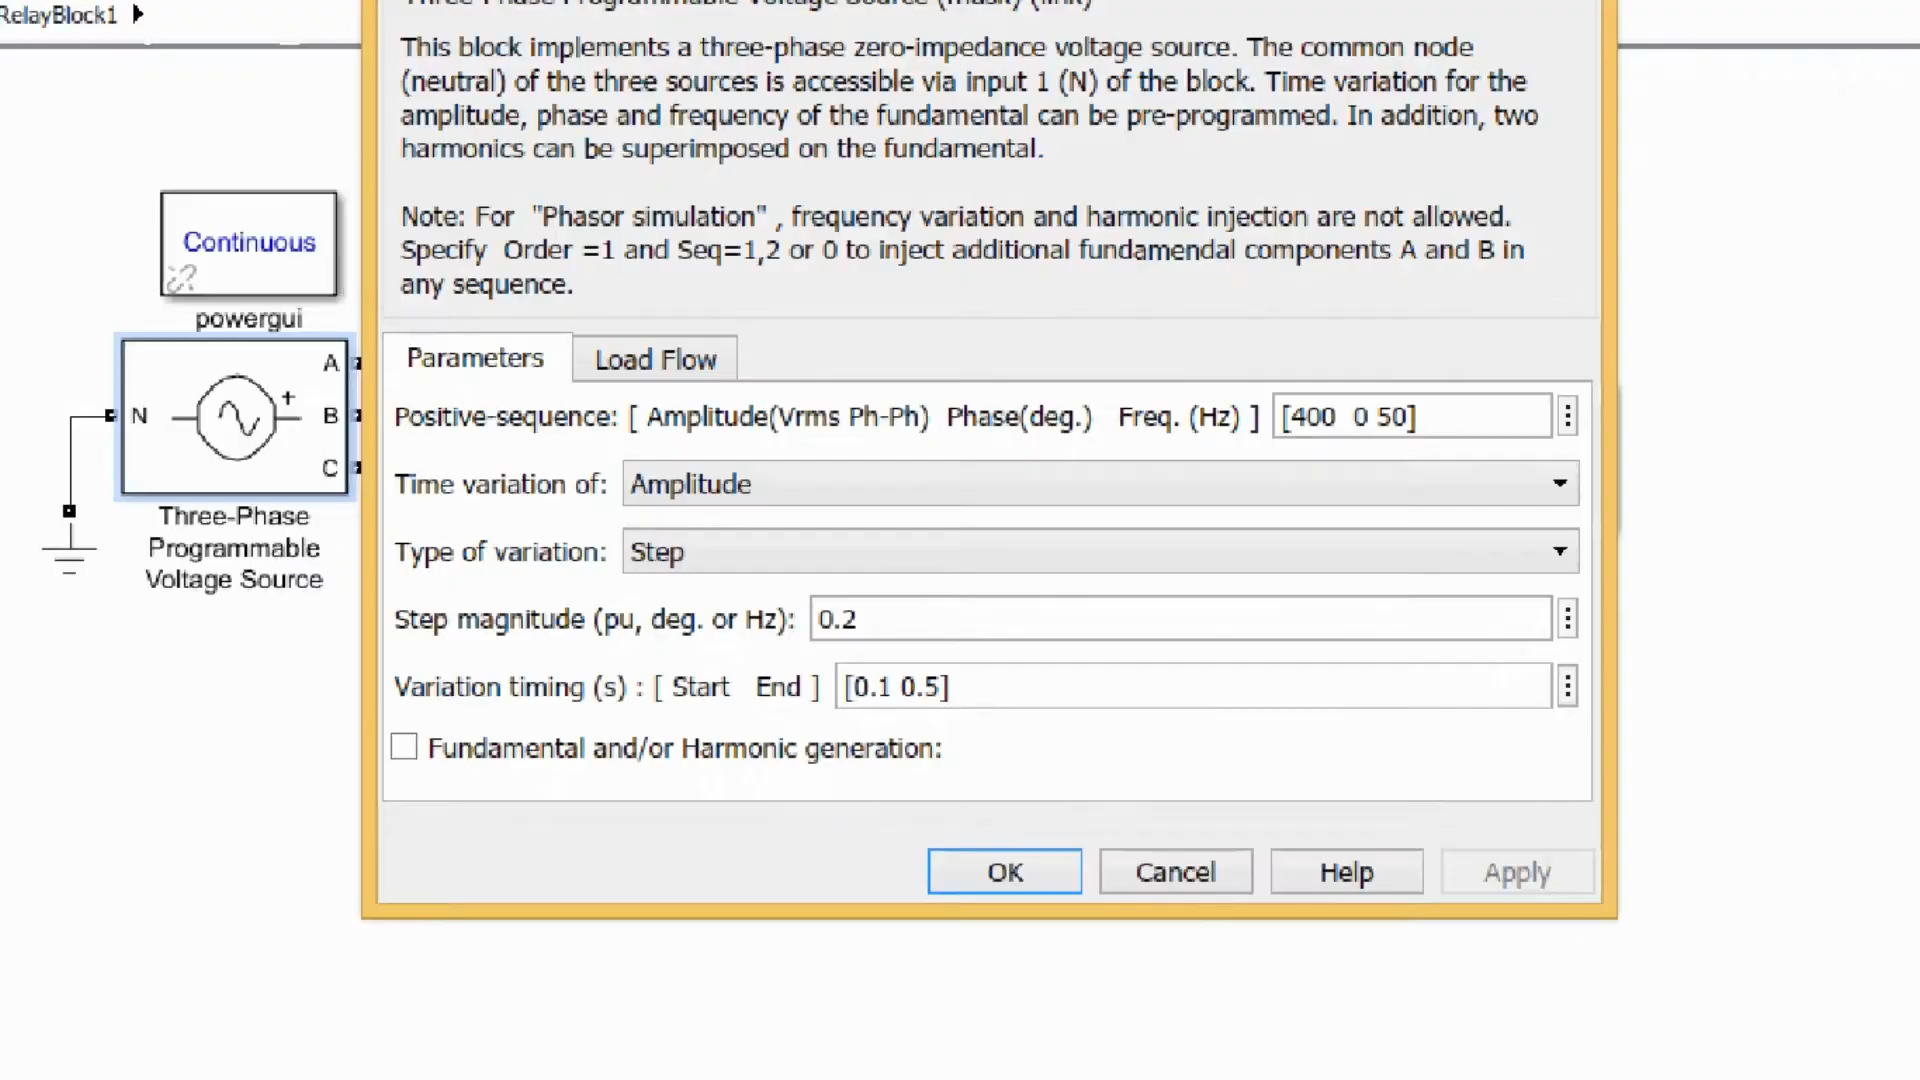 RelayBlock1
Three-Phase Programmable Voltage Source (mask) (link)
This block implements a three-phase zero-impedance voltage source. The common node
(neutral) of the three sources is accessible via input 1 (N) of the block. Time variation for the
amplitude, phase and frequency of the fundamental can be pre-programmed. In addition, two
harmonics can be superimposed on the fundamental.
Note: For "Phasor simulation" , frequency variation and harmonic injection are not allowed.
Specify Order =1 and Seq=1,2 or 0 to inject additional fundamendal components A and B in
any sequence.
Continuous
powergui
A
N
+
B
C
Three-Phase
Programmable
Voltage Source
Parameters
Load Flow
Positive-sequence: [ Amplitude(Vrms Ph-Ph) Phase(deg.) Freq. (Hz) ] [400 0 50]
Time variation of: Amplitude
Type of variation: Step
Step magnitude (pu, deg. or Hz): 0.2
Variation timing (s) : [ Start End ] [0.1 0.5]
Fundamental and/or Harmonic generation:
OK
Cancel
Help
Apply